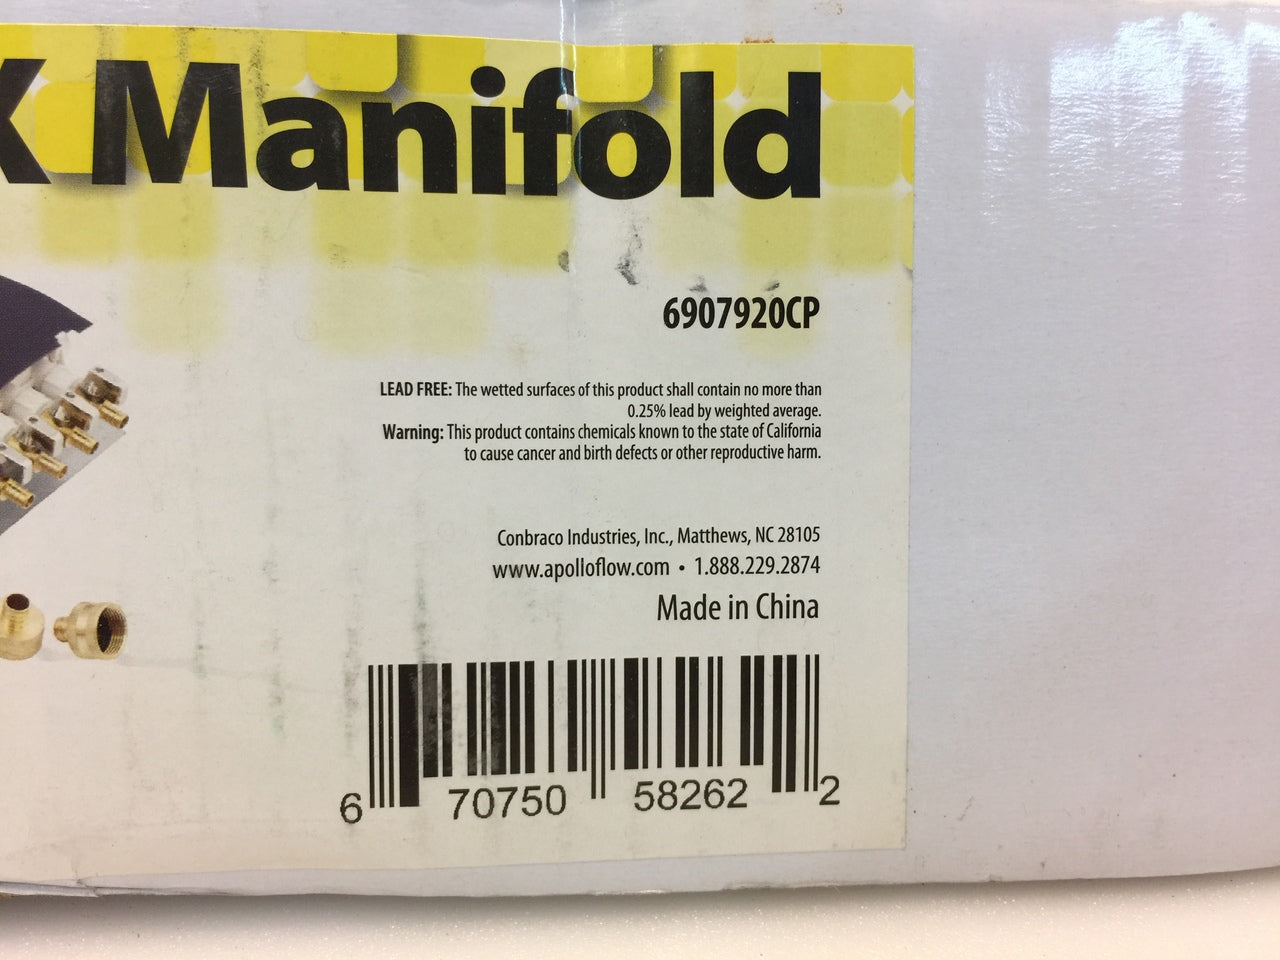 X Manifold
6907920CP
LEAD FREE: The wetted surfaces of this product shall contain no more than
0.25% lead by weighted average.
Warning: This product contains chemicals known to the state of California
to cause cancer and birth defects or other reproductive harm.
Conbraco Industries, Inc., Matthews, NC 28105
www.apolloflow.com • 1.888.229.2874
Made in China
6 70750 58262 2